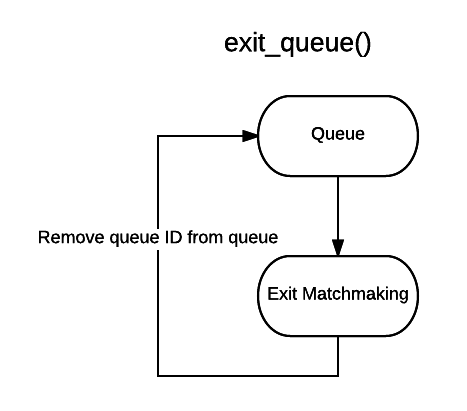 exit_queue()
Queue
Remove queue ID from queue
Exit Matchmaking